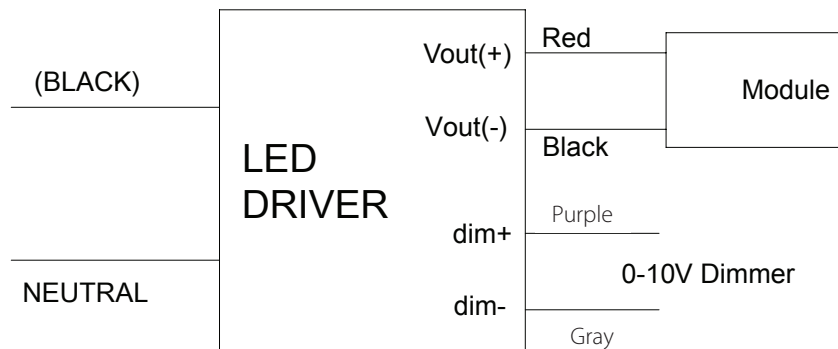 (BLACK)
NEUTRAL
LED
DRIVER
Vout(+)
Vout(-)
dim+
dim-
Red
Black
Purple
Gray
Module
0-10V Dimmer